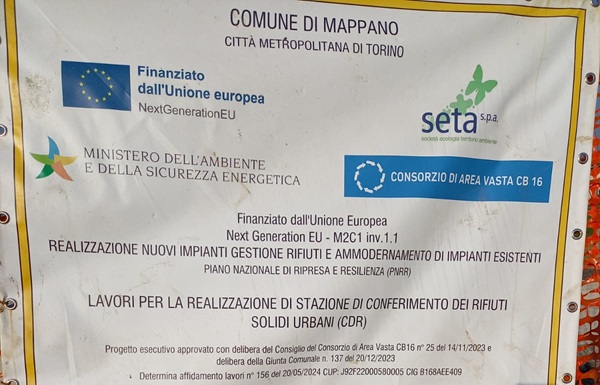 COMUNE DI MAPPANO
CITTÀ METROPOLITANA DI TORINO
Finanziato
dall'Unione europea
NextGenerationEU
seta s.p.a.
società ecologia territorio ambiente
MINISTERO DELL'AMBIENTE
E DELLA SICUREZZA ENERGETICA
CONSORZIO DI AREA VASTA CB 16
Finanziato dall'Unione Europea
Next Generation EU - M2C1 inv.1.1
REALIZZAZIONE NUOVI IMPIANTI GESTIONE RIFIUTI E AMMODERNAMENTO DI IMPIANTI ESISTENTI
PIANO NAZIONALE DI RIPRESA E RESILIENZA (PNRR)
LAVORI PER LA REALIZZAZIONE DI STAZIONE DI CONFERIMENTO DEI RIFIUTI
SOLIDI URBANI (CDR)
Progetto esecutivo approvato con delibera del Consiglio del Consorzio di Area Vasta CB16 n° 25 del 14/11/2023 e
delibera della Giunta Comunale n. 137 del 20/12/2023
Determina affidamento lavori n° 156 del 20/05/2024 CUP: J92F22000580005 CIG B168AEE409